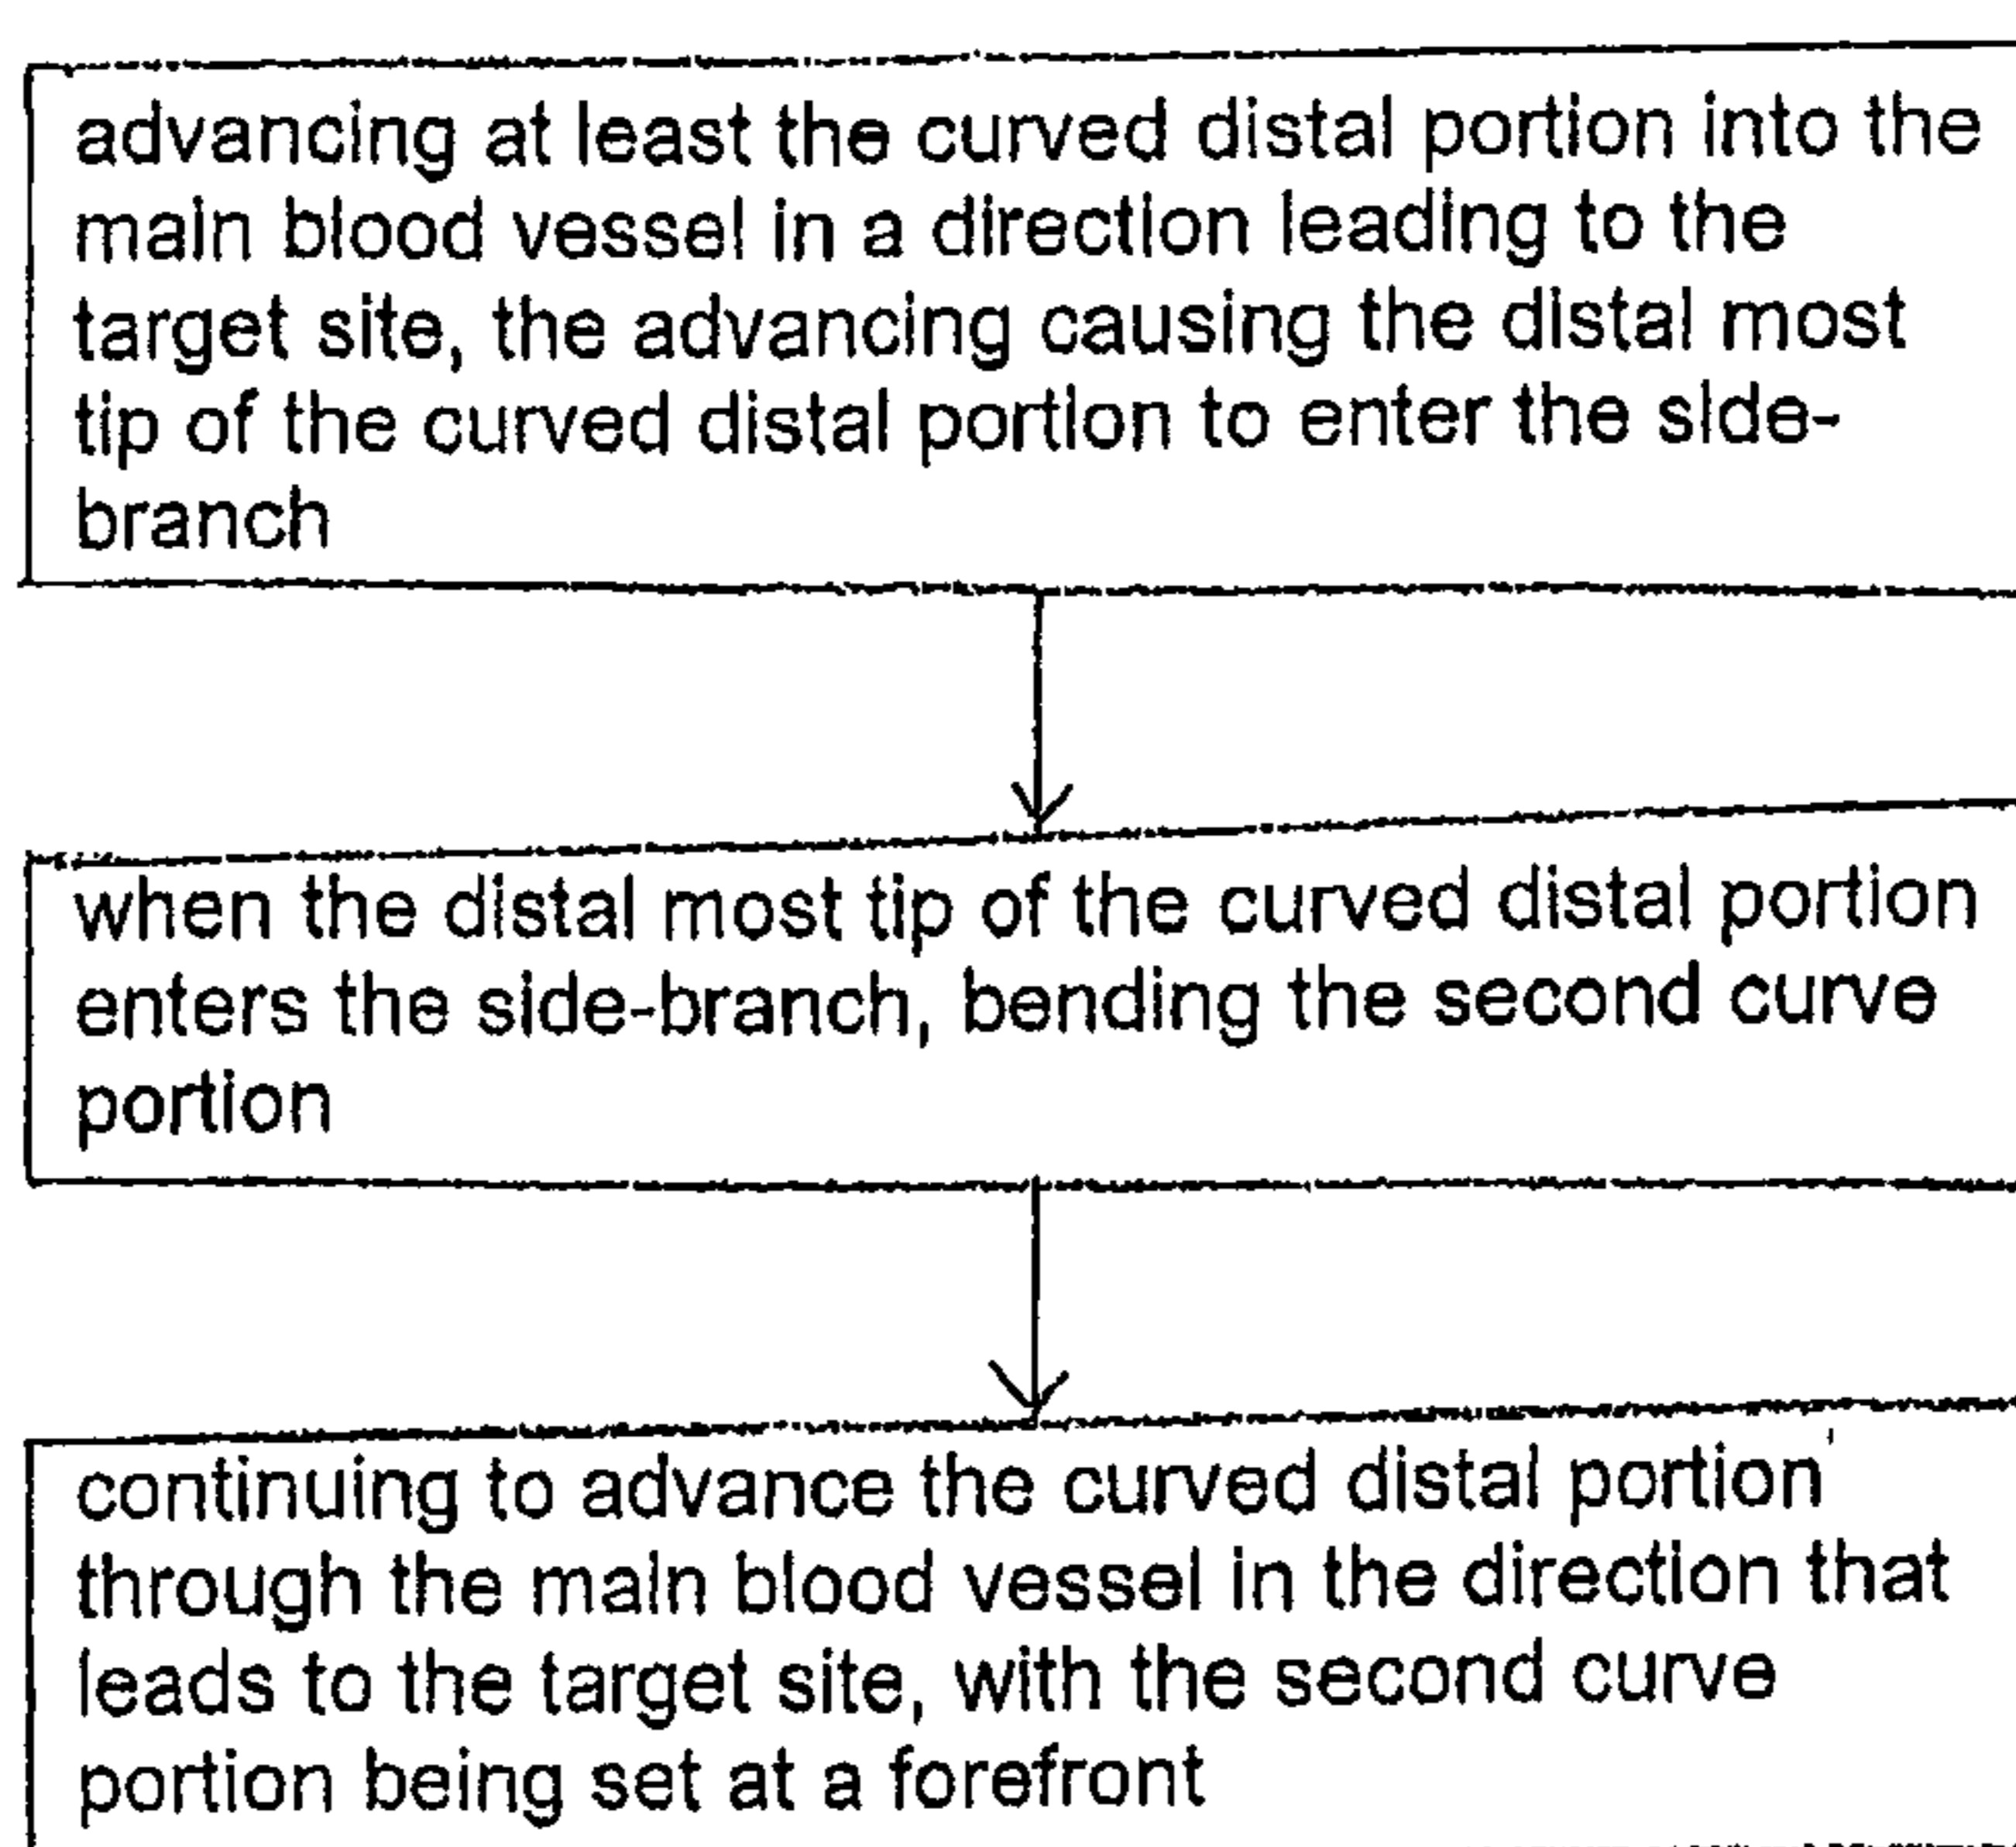 advancing at least the curved distal portion into the
main blood vessel in a direction leading to the
target site, the advancing causing the distal most
tip of the curved distal portion to enter the side-
branch
when the distal most tip of the curved distal portion
enters the side-branch, bending the second curve
portion
continuing to advance the curved distal portion
through the main blood vessel in the direction that
leads to the target site, with the second curve
portion being set at a forefront